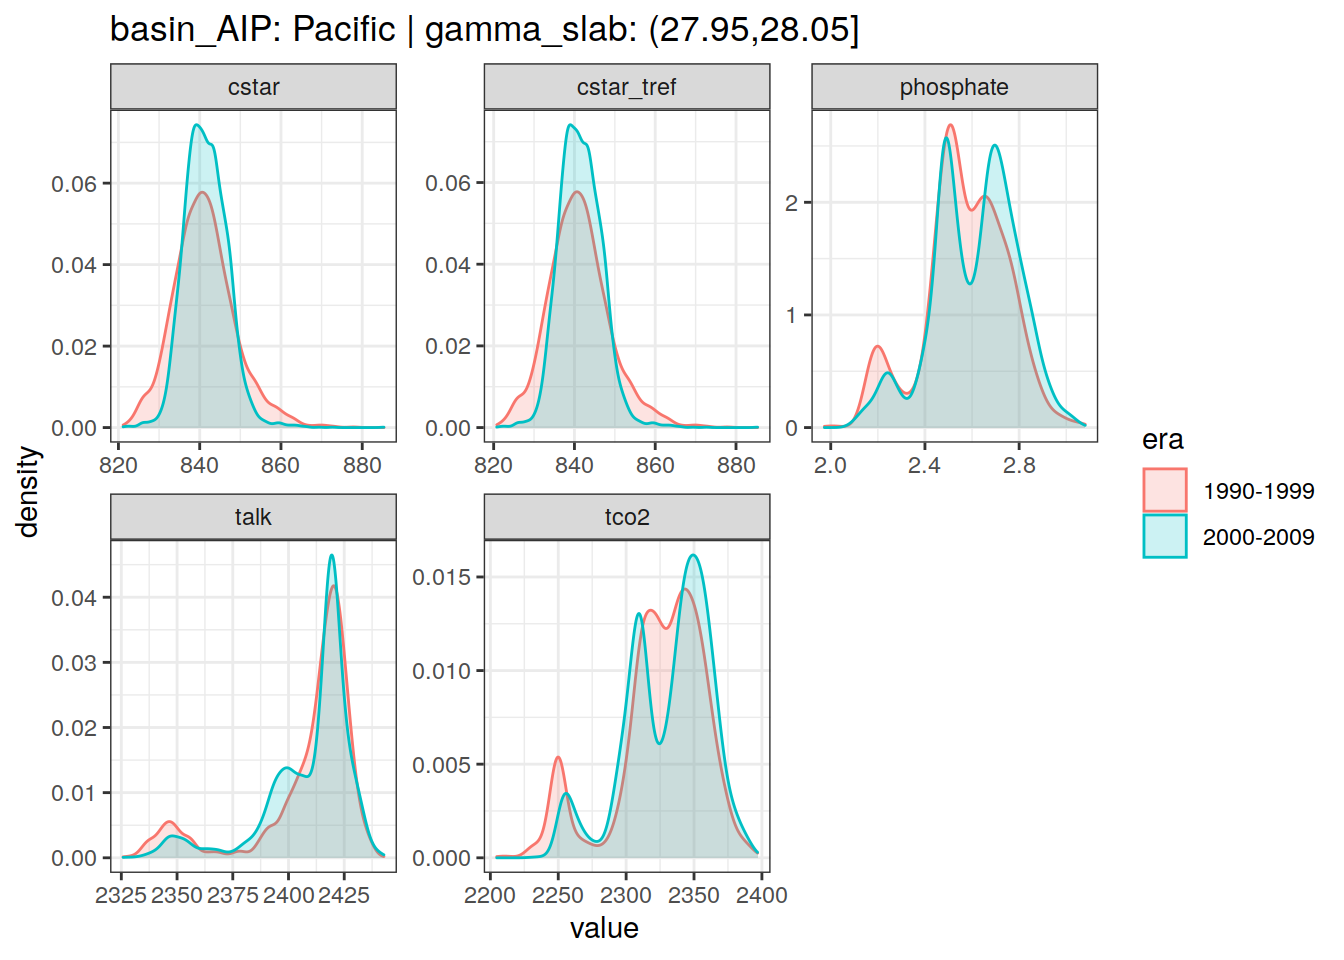 basin_AIP: Pacific | gamma_slab: (27.95,28.05]
cstar
cstar_tref
phosphate
0.06
0.04
0.02
0.00
820 840 860 880
0.06
0.04
0.02
0.00
820 840 860 880
2
1
0
2.0 2.4 2.8
talk
tco2
0.04
0.03
0.02
0.01
0.00
2325 2350 2375 2400 2425
0.015
0.010
0.005
0.000
2200 2250 2300 2350 2400
density
value
era
1990-1999
2000-2009